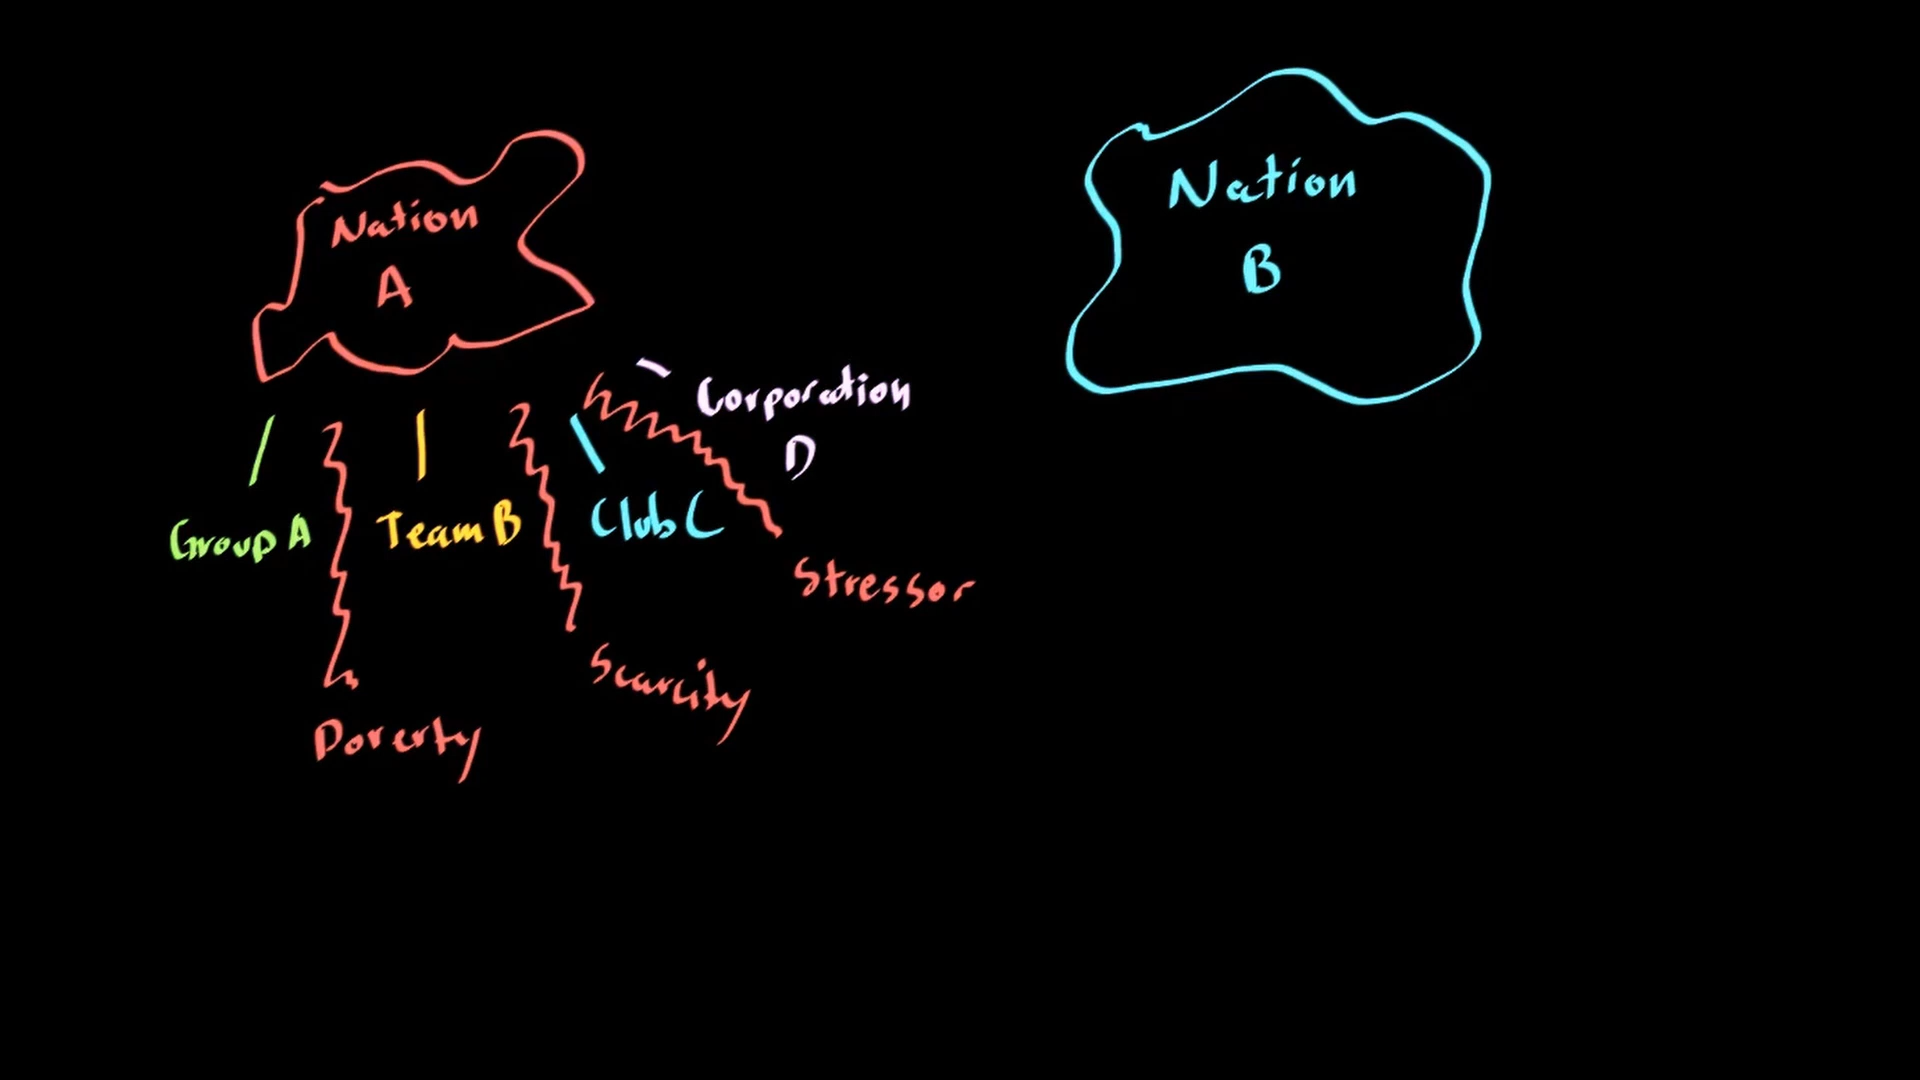 Nation
A
Nation
B
Group A
Team B
Club C
Corporation
D
Stressor
Scarcity
Poverty